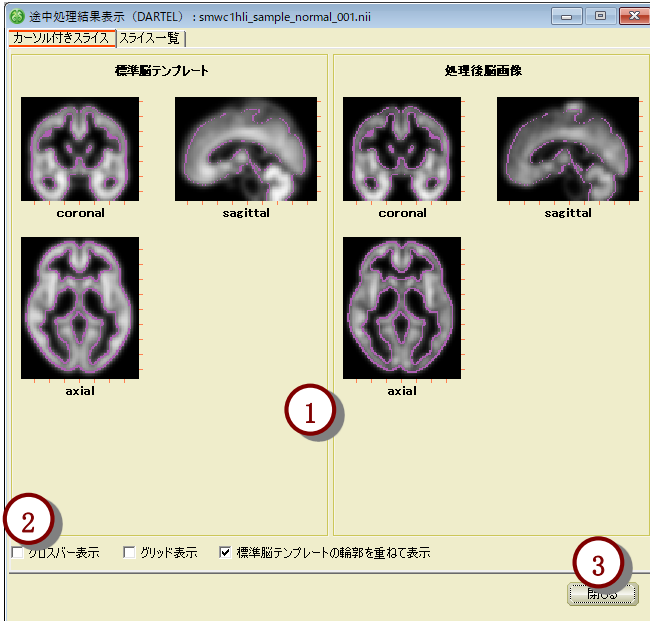 途中処理結果表示（DARTEL）: smwc1hli_sample_normal_001.nii
カーソル付きスライス スライス一覧
標準脳テンプレート 処理後脳画像
coronal sagittal coronal sagittal
axial axial
1
2
クロスバー表示 グリッド表示 標準脳テンプレートの輪郭を重ねて表示
3
閉じる